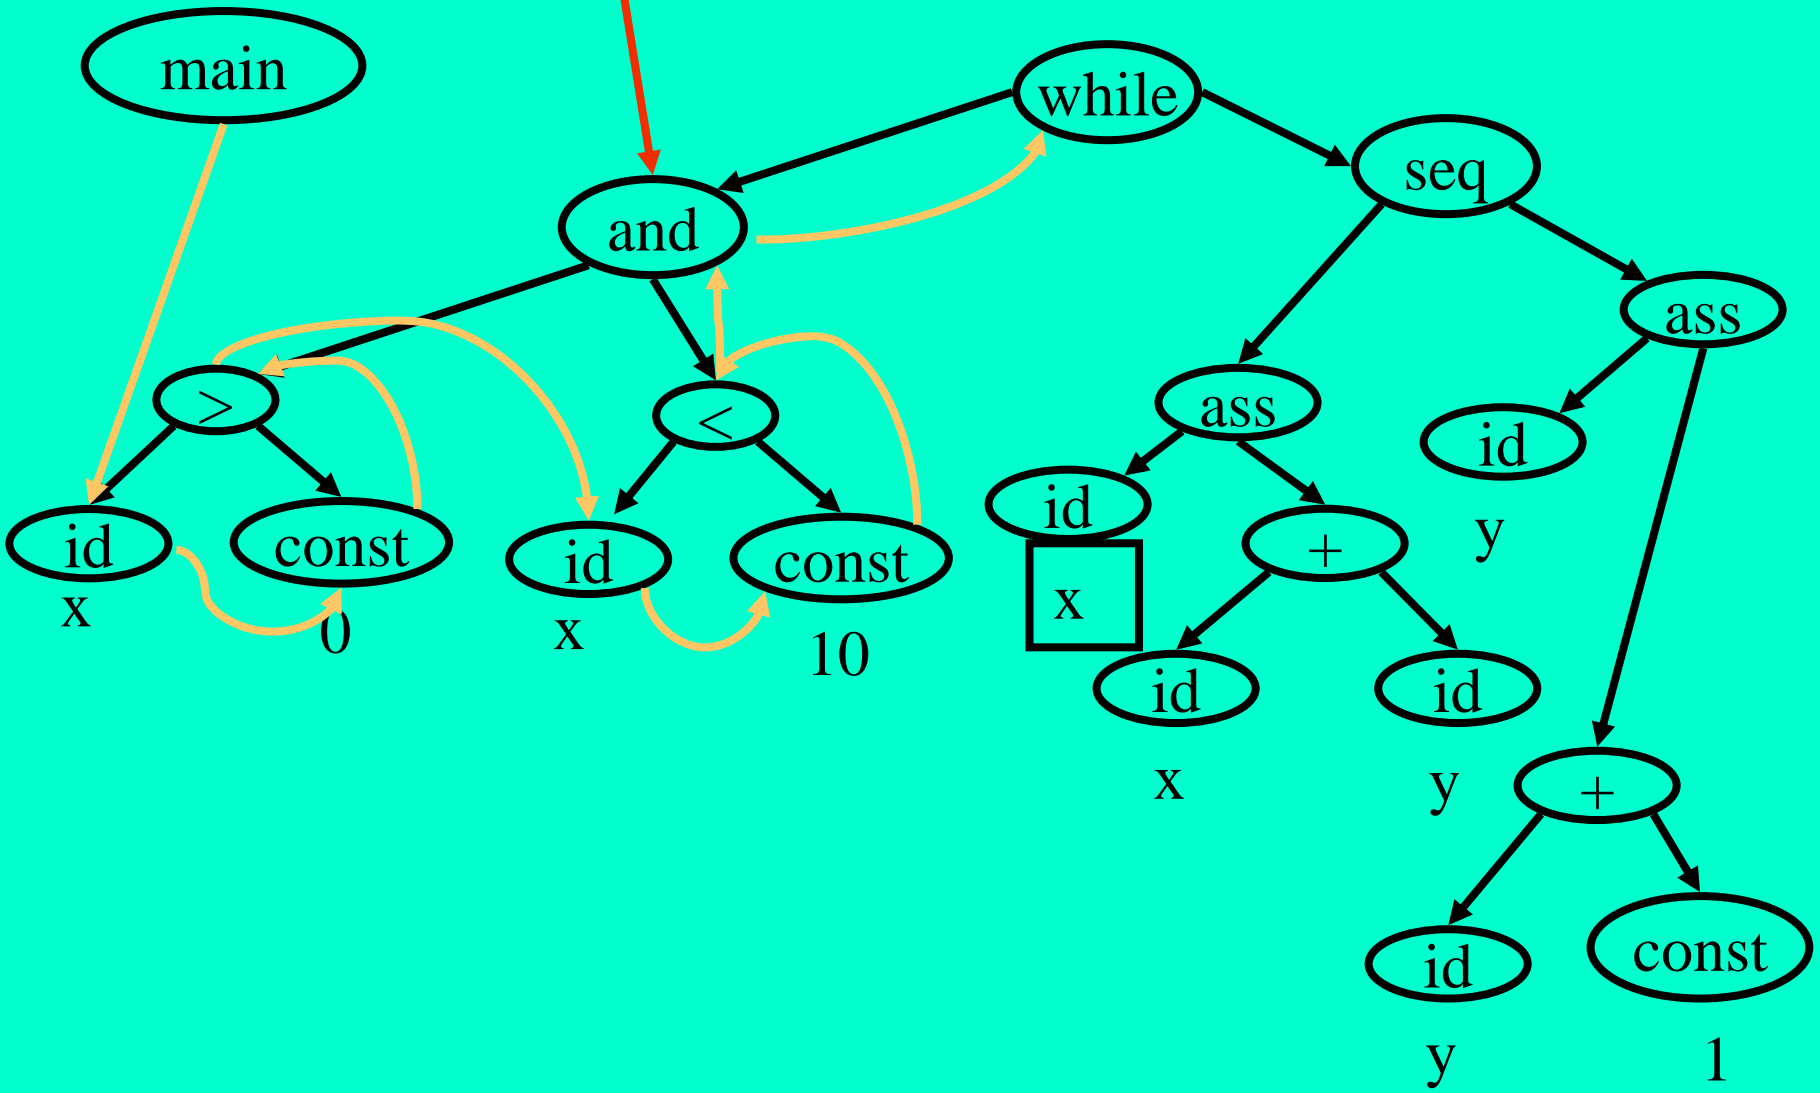 main
while
seq
and
ass
>
<
ass
id
id
const
id
const
id
+
y
x
0
x
10
x
id
id
x
y
+
id
const
y
1